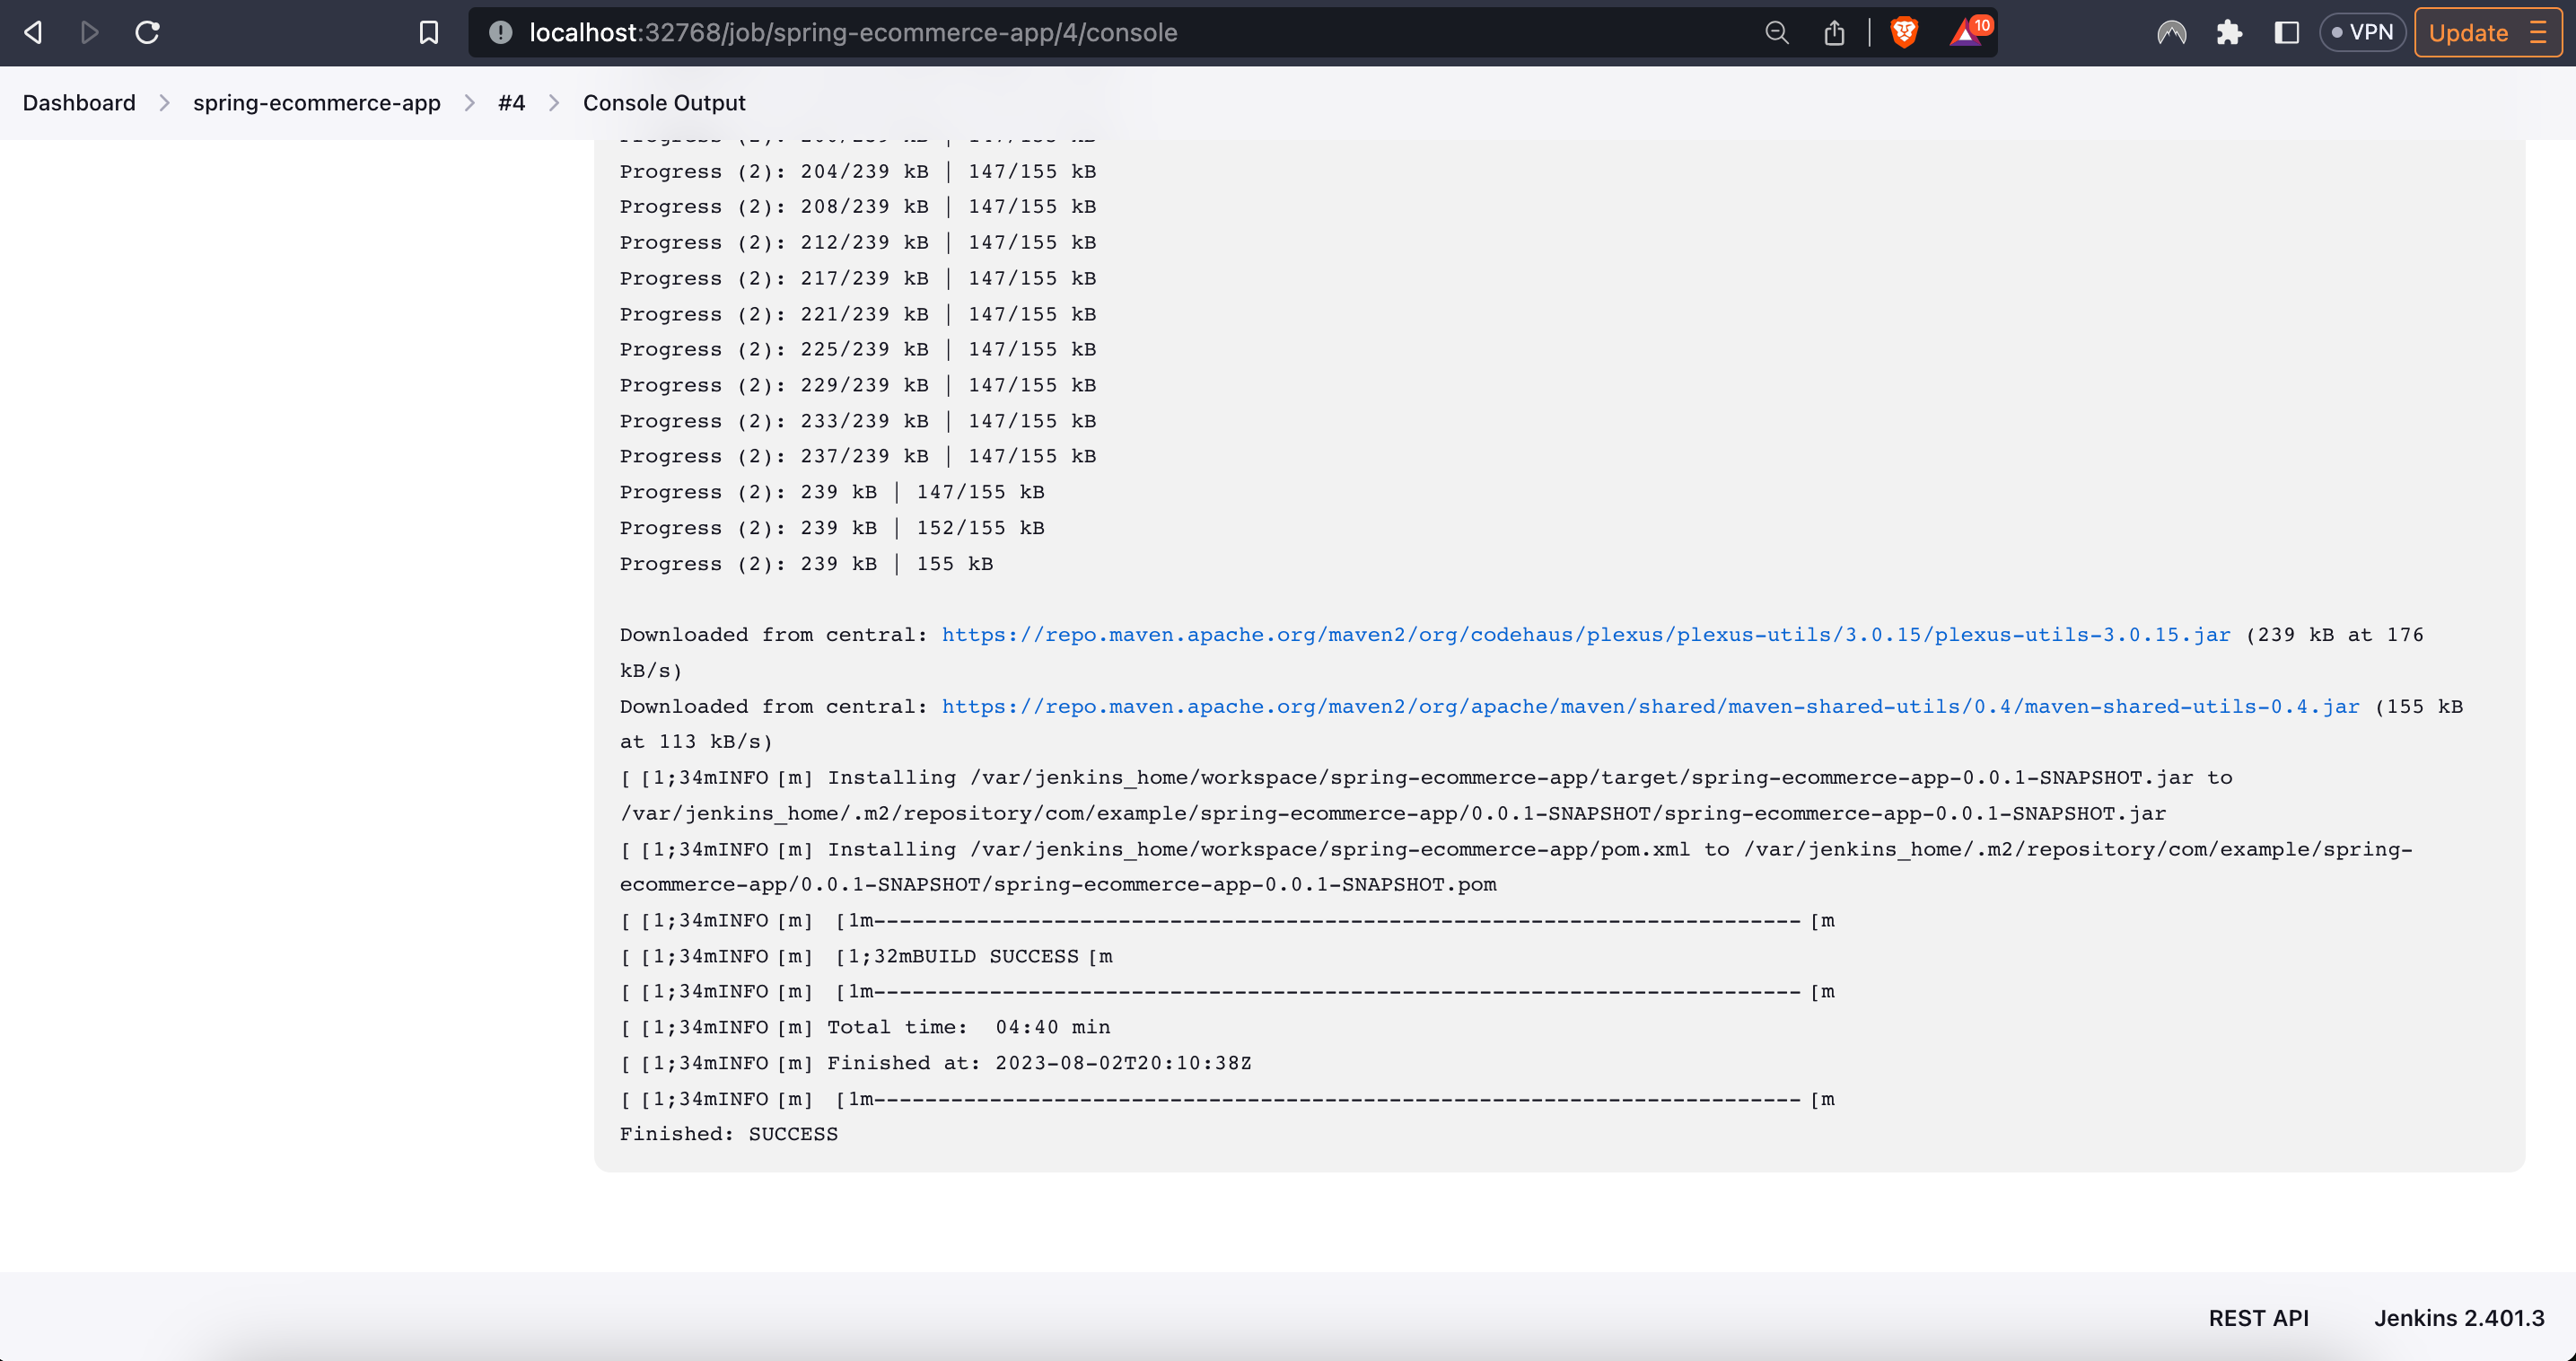 localhost:32768/job/spring-ecommerce-app/4/console
10
VPN
Update
Dashboard
spring-ecommerce-app
#4
Console Output
Progress (2): 204/239 kB | 147/155 kB
Progress (2): 208/239 kB | 147/155 kB
Progress (2): 212/239 kB | 147/155 kB
Progress (2): 217/239 kB | 147/155 kB
Progress (2): 221/239 kB | 147/155 kB
Progress (2): 225/239 kB | 147/155 kB
Progress (2): 229/239 kB | 147/155 kB
Progress (2): 233/239 kB | 147/155 kB
Progress (2): 237/239 kB | 147/155 kB
Progress (2): 239 kB | 147/155 kB
Progress (2): 239 kB | 152/155 kB
Progress (2): 239 kB | 155 kB
Downloaded from central: https://repo.maven.apache.org/maven2/org/codehaus/plexus/plexus-utils/3.0.15/plexus-utils-3.0.15.jar (239 kB at 176
kB/s)
Downloaded from central: https://repo.maven.apache.org/maven2/org/apache/maven/shared/maven-shared-utils/0.4/maven-shared-utils-0.4.jar (155 kB
at 113 kB/s)
[ [1;34mINFO [m] Installing /var/jenkins_home/workspace/spring-ecommerce-app/target/spring-ecommerce-app-0.0.1-SNAPSHOT.jar to
/var/jenkins_home/.m2/repository/com/example/spring-ecommerce-app/0.0.1-SNAPSHOT/spring-ecommerce-app-0.0.1-SNAPSHOT.jar
[ [1;34mINFO [m] Installing /var/jenkins_home/workspace/spring-ecommerce-app/pom.xml to /var/jenkins_home/.m2/repository/com/example/spring-
ecommerce-app/0.0.1-SNAPSHOT/spring-ecommerce-app-0.0.1-SNAPSHOT.pom
[ [1;34mINFO [m]  [1m------------------------------------------------------------------------ [m
[ [1;34mINFO [m]  [1;32mBUILD SUCCESS [m
[ [1;34mINFO [m]  [1m------------------------------------------------------------------------ [m
[ [1;34mINFO [m] Total time:  04:40 min
[ [1;34mINFO [m] Finished at: 2023-08-02T20:10:38Z
[ [1;34mINFO [m]  [1m------------------------------------------------------------------------ [m
Finished: SUCCESS
REST API
Jenkins 2.401.3